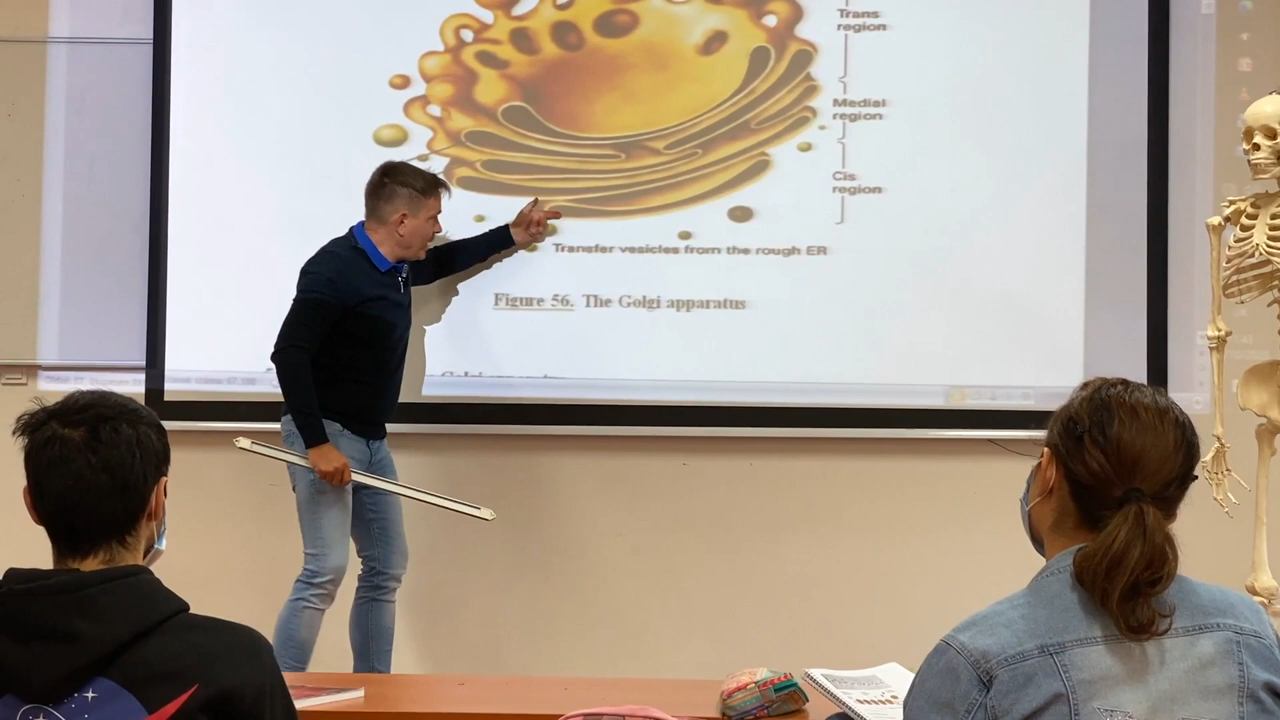 Trans
region
Medial
region
Cis
region
Transfer vesicles from the rough ER
Figure 56. The Golgi apparatus